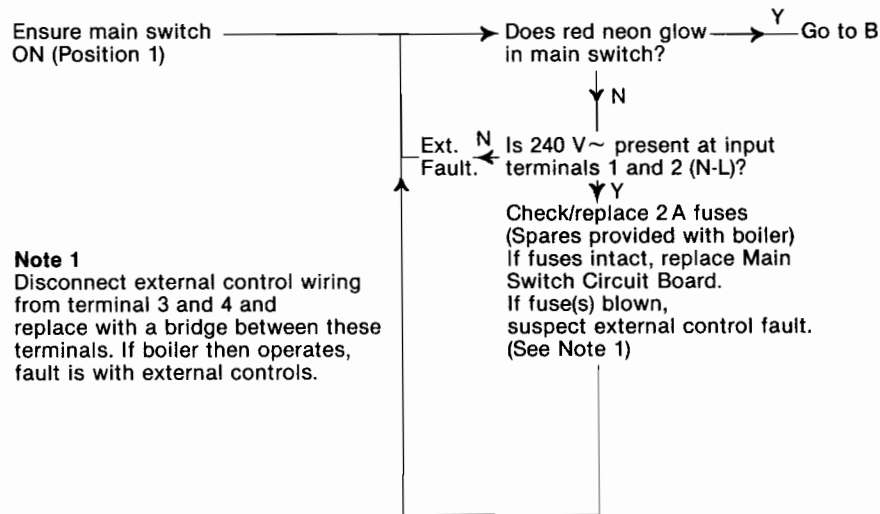 Ensure main switch
ON (Position 1)
Does red neon glow
in main switch?
Y
Go to B
N
Ext.
Fault.
N
Is 240 V~ present at input
terminals 1 and 2 (N-L)?
Y
Check/replace 2 A fuses
(Spares provided with boiler)
If fuses intact, replace Main
Switch Circuit Board.
If fuse(s) blown,
suspect external control fault.
(See Note 1)
Note 1
Disconnect external control wiring
from terminal 3 and 4 and
replace with a bridge between these
terminals. If boiler then operates,
fault is with external controls.